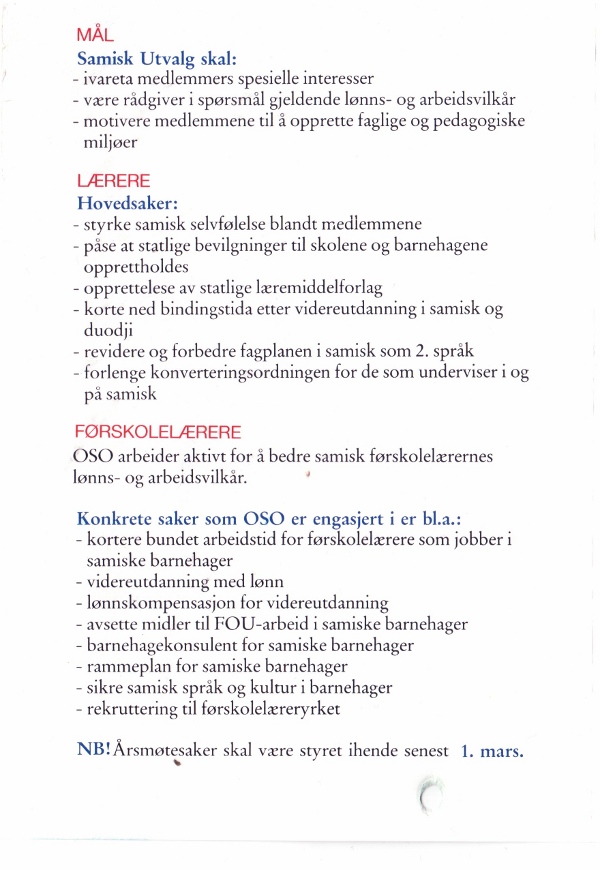 MÅL
Samisk Utvalg skal:
- ivareta medlemmers spesielle interesser
- være rådgiver i spørsmål gjeldende lønns- og arbeidsvilkår
- motivere medlemmene til å opprette faglige og pedagogiske
miljøer
LÆRERE
Hovedsaker:
- styrke samisk selvfølelse blandt medlemmene
- påse at statlige bevilgninger til skolene og barnehagene
opprettholdes
- opprettelese av statlige læremiddelforlag
- korte ned bindingstida etter videreutdanning i samisk og
duodji
- revidere og forbedre fagplanen i samisk som 2. språk
- forlenge konverteringsordningen for de som underviser i og
på samisk
FØRSKOLELÆRERE
OSO arbeider aktivt for å bedre samisk førskolelærernes
lønns- og arbeidsvilkår.
Konkrete saker som OSO er engasjert i er bl.a.:
- kortere bundet arbeidstid for førskolelærere som jobber i
samiske barnehager
- videreutdanning med lønn
- lønnskompensasjon for videreutdanning
- avsette midler til FOU-arbeid i samiske barnehager
- barnehagekonsulent for samiske barnehager
- rammeplan for samiske barnehager
- sikre samisk språk og kultur i barnehager
- rekruttering til førskolelæreryrket
NB! Årsmøtesaker skal være styret ihende senest 1. mars.